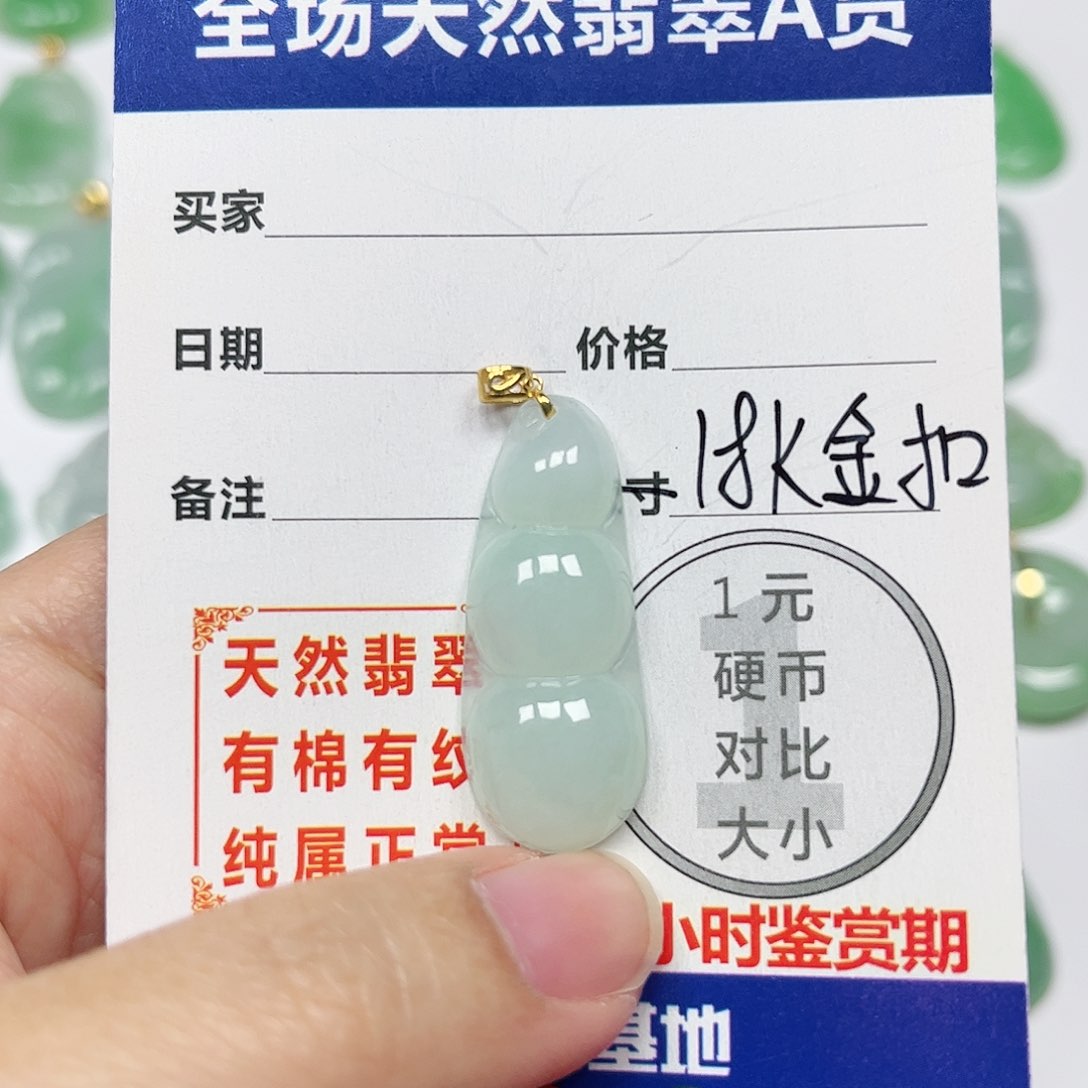 全场天然翡翠A货
买家
日期 价格
备注 寸 18K金扣
1元
硬币
对比
大小
天然翡翠
有棉有纹
纯属正常
小时鉴赏期
基地